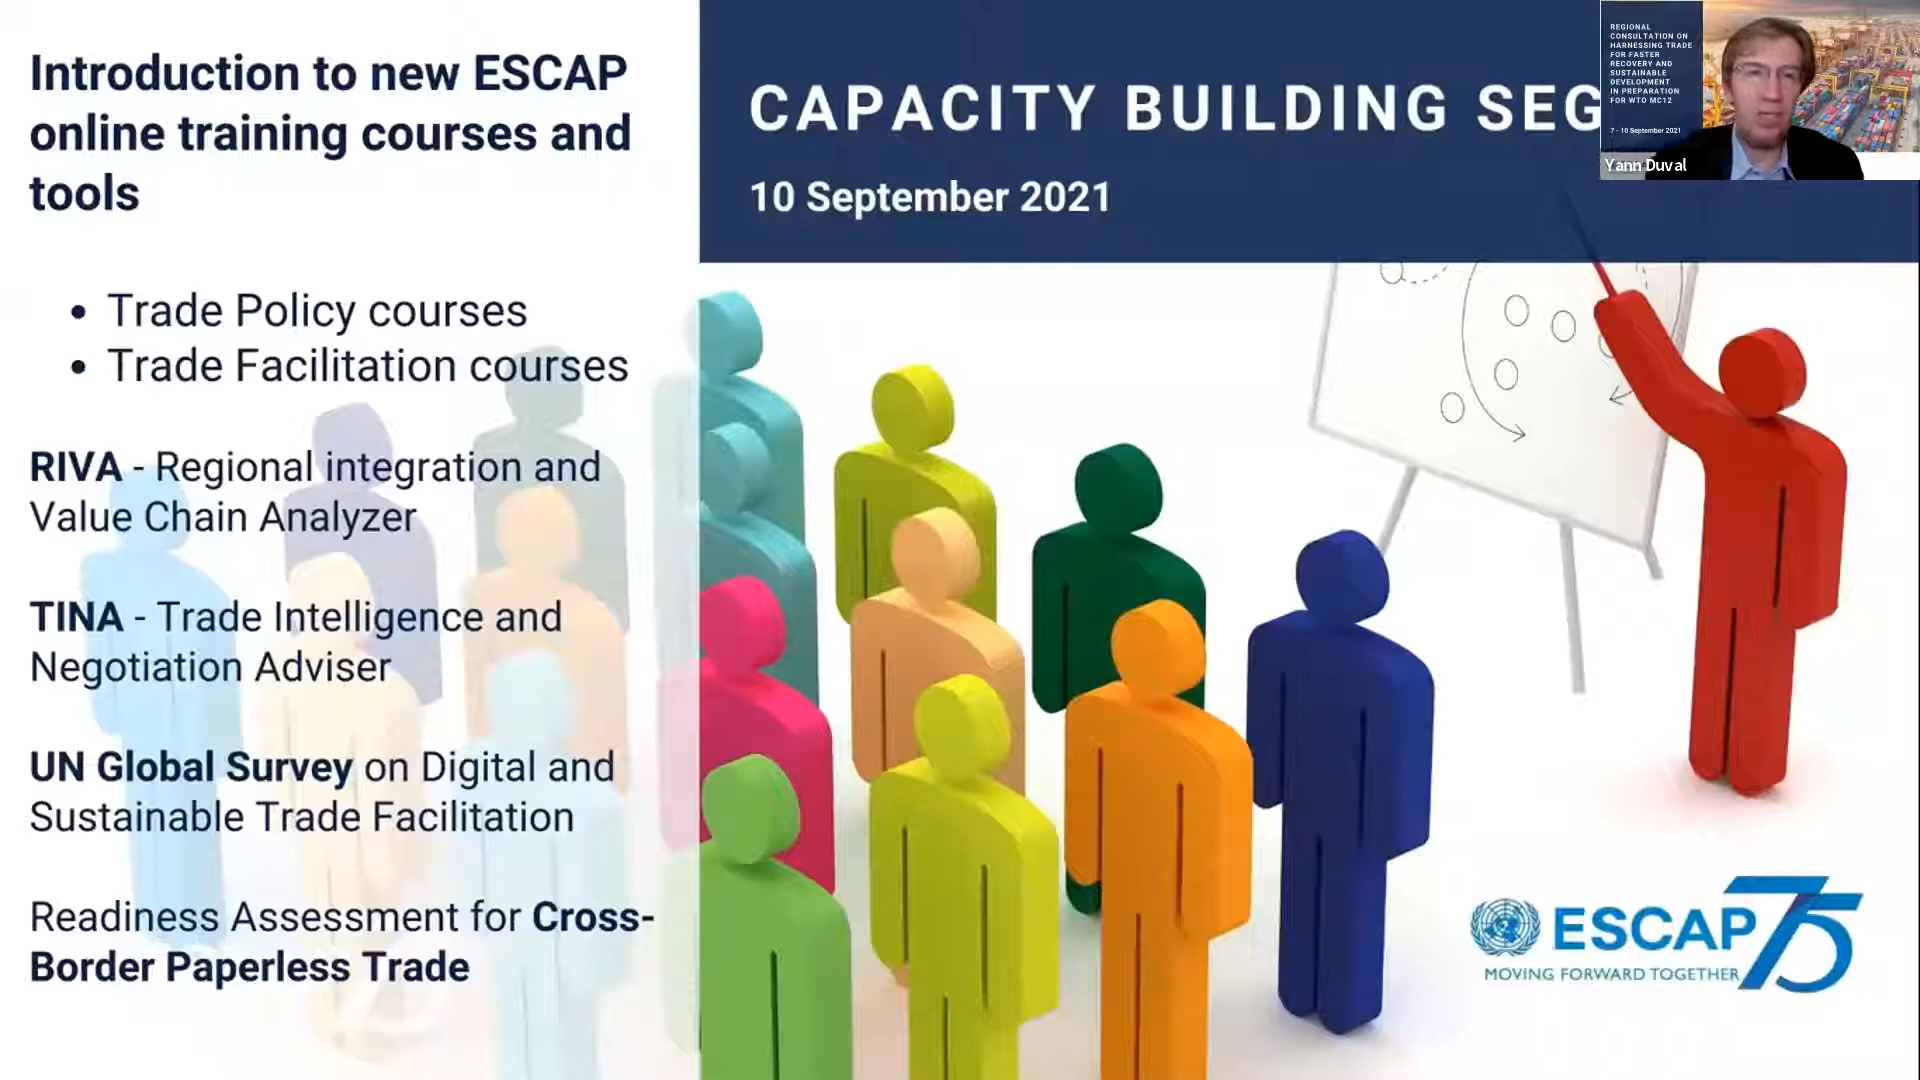 Introduction to new ESCAP
online training courses and
tools
• Trade Policy courses
• Trade Facilitation courses
RIVA - Regional integration and
Value Chain Analyzer
TINA - Trade Intelligence and
Negotiation Adviser
UN Global Survey on Digital and
Sustainable Trade Facilitation
Readiness Assessment for Cross-
Border Paperless Trade
CAPACITY BUILDING SEG
10 September 2021
REGIONAL
CONSULTATION ON
HARNESSING TRADE
FOR FASTER
RECOVERY AND
SUSTAINABLE
DEVELOPMENT
IN PREPARATION
FOR WTO MC12
7 - 10 September 2021
Yann Duval
ESCAP 75
MOVING FORWARD TOGETHER